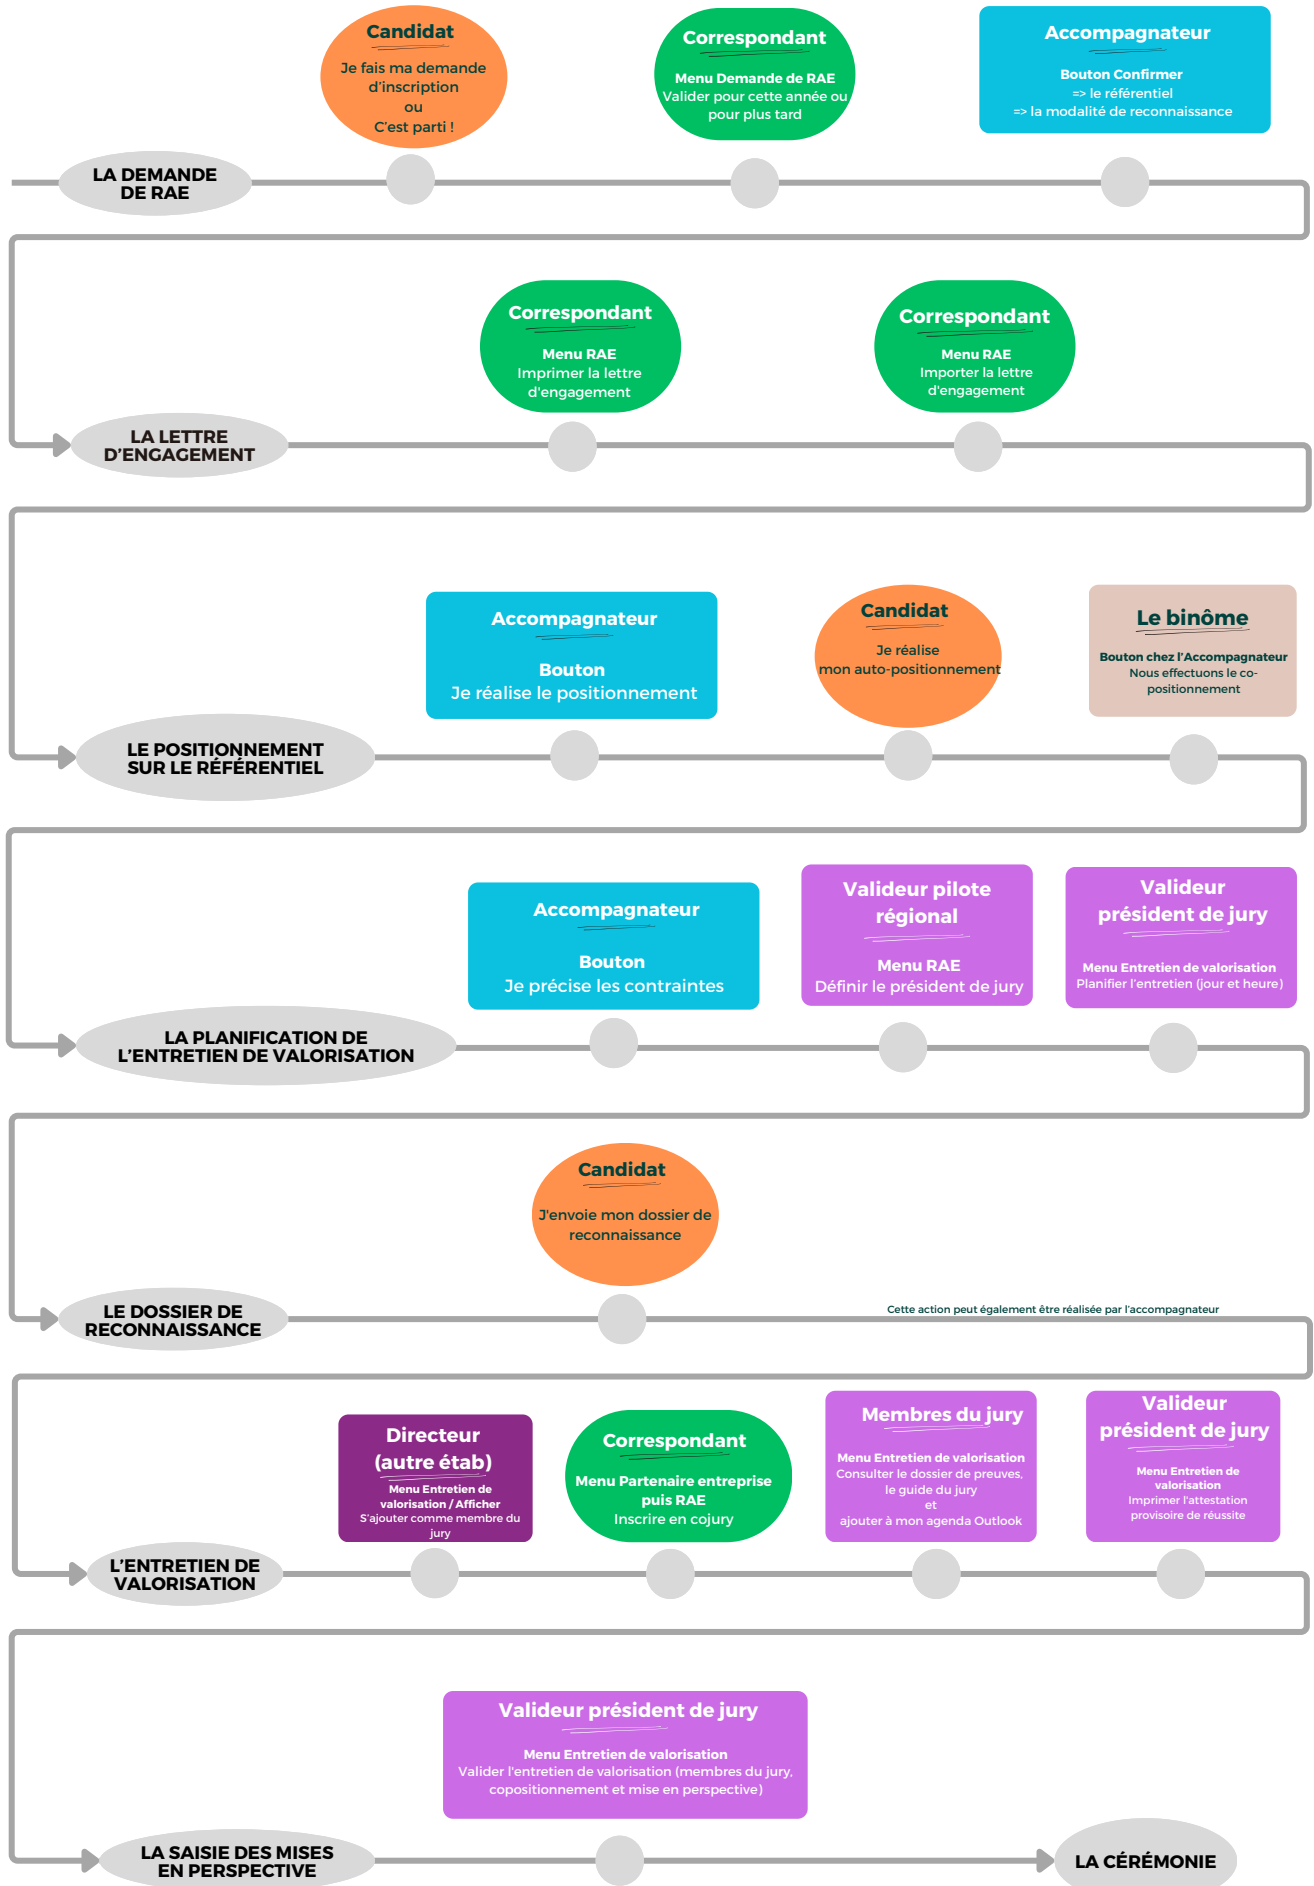 Candidat
Je fais ma demande
d'inscription
ou
C'est parti !
Correspondant
Menu Demande de RAE
Valider pour cette année ou
pour plus tard
Accompagnateur
Bouton Confirmer
=> le référentiel
=> la modalité de reconnaissance
LA DEMANDE
DE RAE
Correspondant
Menu RAE
Imprimer la lettre
d'engagement
Correspondant
Menu RAE
Importer la lettre
d'engagement
LA LETTRE
D'ENGAGEMENT
Accompagnateur
Bouton
Je réalise le positionnement
Candidat
Je réalise
mon auto-positionnement
Le binôme
Bouton chez l'Accompagnateur
Nous effectuons le co-
positionnement
LE POSITIONNEMENT
SUR LE RÉFÉRENTIEL
Accompagnateur
Bouton
Je précise les contraintes
Valideur pilote
régional
Menu RAE
Définir le président de jury
Valideur
président de jury
Menu Entretien de valorisation
Planifier l'entretien (jour et heure)
LA PLANIFICATION DE
L'ENTRETIEN DE VALORISATION
Candidat
J'envoie mon dossier de
reconnaissance
Cette action peut également être réalisée par l'accompagnateur
LE DOSSIER DE
RECONNAISSANCE
Directeur
(autre étab)
Menu Entretien de
valorisation / Afficher
S'ajouter comme membre du
jury
Correspondant
Menu Partenaire entreprise
puis RAE
Inscrire en cojury
Membres du jury
Menu Entretien de valorisation
Consulter le dossier de preuves,
le guide du jury
et
ajouter à mon agenda Outlook
Valideur
président de jury
Menu Entretien de
valorisation
Imprimer l'attestation
provisoire de réussite
L'ENTRETIEN DE
VALORISATION
Valideur président de jury
Menu Entretien de valorisation
Valider l'entretien de valorisation (membres du jury,
copositionnement et mise en perspective)
LA SAISIE DES MISES
EN PERSPECTIVE
LA CÉRÉMONIE